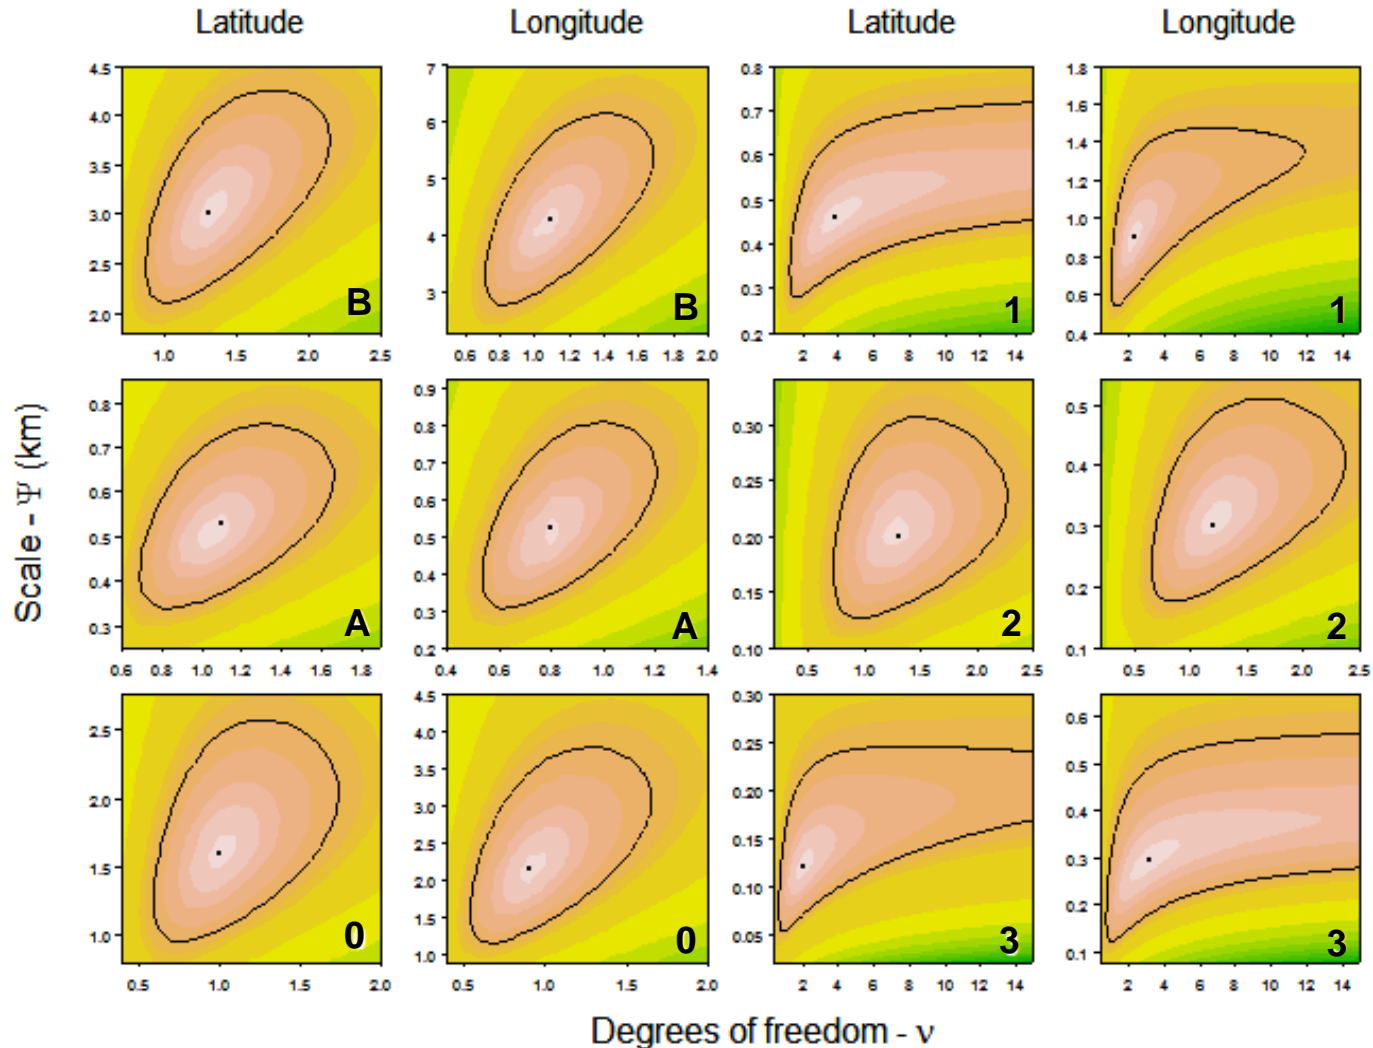 Latitude Longitude Latitude Longitude
Scale - Ψ (km)
4.5 4.0 3.5 3.0 2.5 2.0
B
1.0 1.5 2.0 2.5
7 6 5 4 3
B
0.6 0.8 1.0 1.2 1.4 1.6 1.8 2.0
0.8 0.7 0.6 0.5 0.4 0.3 0.2
1
2 4 6 8 10 12 14
1.8 1.6 1.4 1.2 1.0 0.8 0.6 0.4
1
2 4 6 8 10 12 14
0.8 0.7 0.6 0.5 0.4 0.3
A
0.6 0.8 1.0 1.2 1.4 1.6 1.8
0.9 0.8 0.7 0.6 0.5 0.4 0.3 0.2
A
0.4 0.6 0.8 1.0 1.2 1.4
0.30 0.25 0.20 0.15 0.10
2
0.5 1.0 1.5 2.0 2.5
0.5 0.4 0.3 0.2 0.1
2
0.5 1.0 1.5 2.0 2.5
2.5 2.0 1.5 1.0
0
0.5 1.0 1.5 2.0
4.5 4.0 3.5 3.0 2.5 2.0 1.5 1.0
0
0.5 1.0 1.5 2.0
0.30 0.25 0.20 0.15 0.10 0.05
3
2 4 6 8 10 12 14
0.6 0.5 0.4 0.3 0.2 0.1
3
2 4 6 8 10 12 14
Degrees of freedom - ν